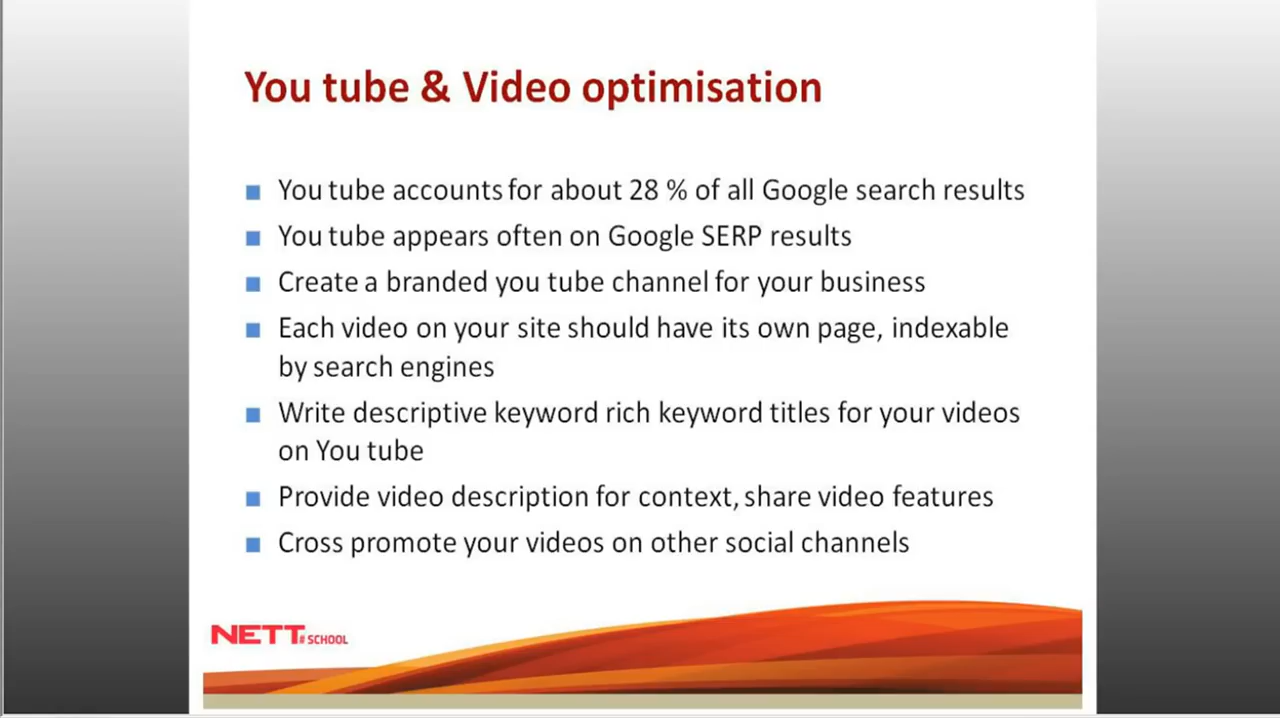 You tube & Video optimisation
You tube accounts for about 28 % of all Google search results
You tube appears often on Google SERP results
Create a branded you tube channel for your business
Each video on your site should have its own page, indexable
by search engines
Write descriptive keyword rich keyword titles for your videos
on You tube
Provide video description for context, share video features
Cross promote your videos on other social channels
NETT# SCHOOL